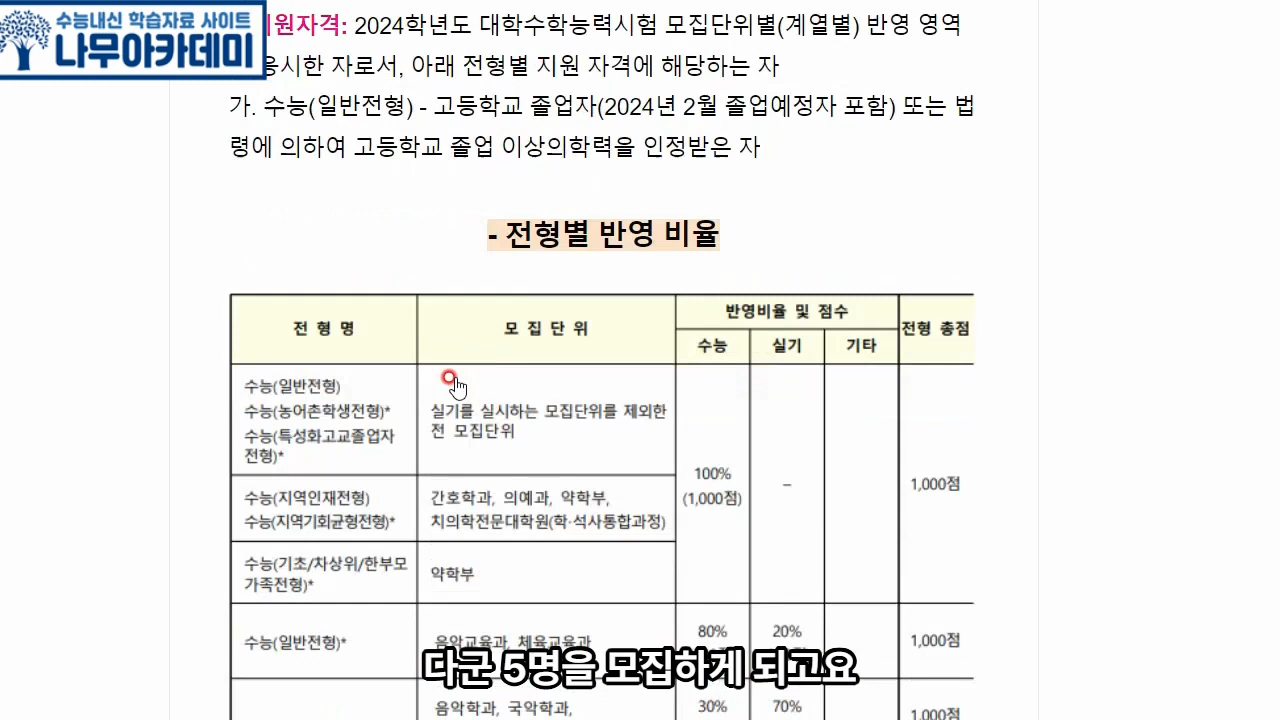 수능내신 학습자료 사이트
나무아카데미
원자격: 2024학년도 대학수학능력시험 모집단위별(계열별) 반영 영역
응시한 자로서, 아래 전형별 지원 자격에 해당하는 자
가. 수능(일반전형) - 고등학교 졸업자(2024년 2월 졸업예정자 포함) 또는 법
령에 의하여 고등학교 졸업 이상의학력을 인정받은 자
- 전형별 반영 비율
전 형 명
모 집 단 위
반영비율 및 점수
전형 총점
수능
실기
기타
수능(일반전형)
수능(농어촌학생전형)*
수능(특성화고교졸업자
전형)*
실기를 실시하는 모집단위를 제외한
전 모집단위
100%
(1,000점)
–
1,000점
수능(지역인재전형)
수능(지역기회균형전형)*
간호학과, 의예과, 약학부,
치의학전문대학원(학·석사통합과정)
수능(기초/차상위/한부모
가족전형)*
약학부
수능(일반전형)*
음악교육과, 체육교육과
80%
20%
1,000점
다군 5명을 모집하게 되고요
음악학과, 국악학과,
30%
70%
1,000점